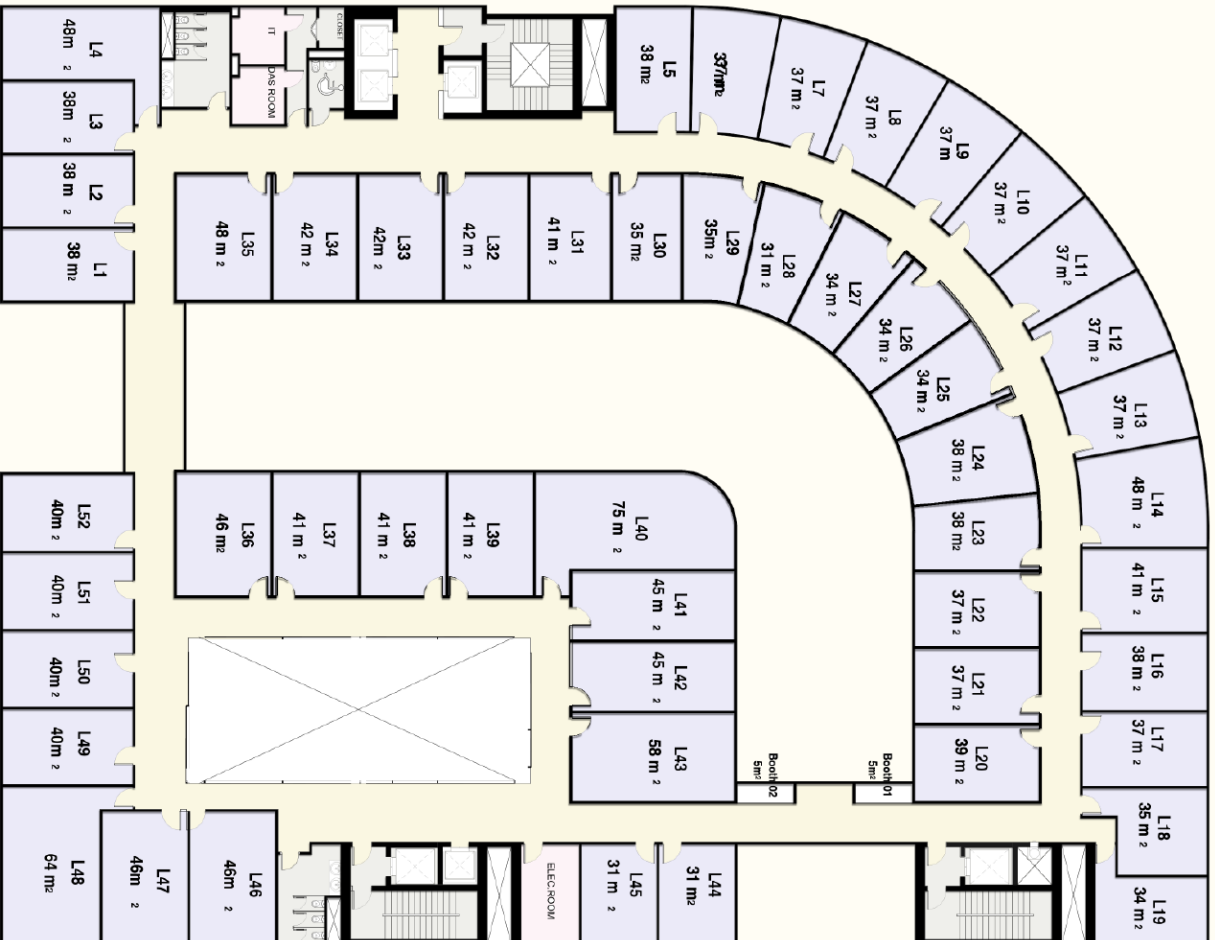 L4
48m 2
L3
38m 2
L2
38 m 2
L1
38 m2
IT
DAS ROOM
CLOSET
L5
38 m2
L7
37 m 2
L8
37 m 2
L9
37 m
L10
37 m 2
L11
37 m 2
L12
37 m 2
L13
37 m 2
L14
48 m 2
L15
41 m 2
L16
38 m 2
L17
37 m 2
L18
35 m 2
L19
34 m 2
L35
48 m 2
L34
42 m 2
L33
42m 2
L32
42 m 2
L31
41 m 2
L30
35 m 2
L29
35m 2
L28
31 m 2
L27
34 m 2
L26
34 m 2
L25
34 m 2
L24
38 m 2
L23
38 m2
L22
37 m 2
L21
37 m 2
L20
39 m 2
Booth 01
5m2
Booth 02
5m2
L36
46 m2
L37
41 m 2
L38
41 m 2
L39
41 m 2
L40
75 m 2
L41
45 m 2
L42
45 m 2
L43
58 m 2
L52
40m 2
L51
40m 2
L50
40m 2
L49
40m 2
L48
64 m2
L47
46m 2
L46
46m 2
ELEC.ROOM
L45
31 m 2
L44
31 m2